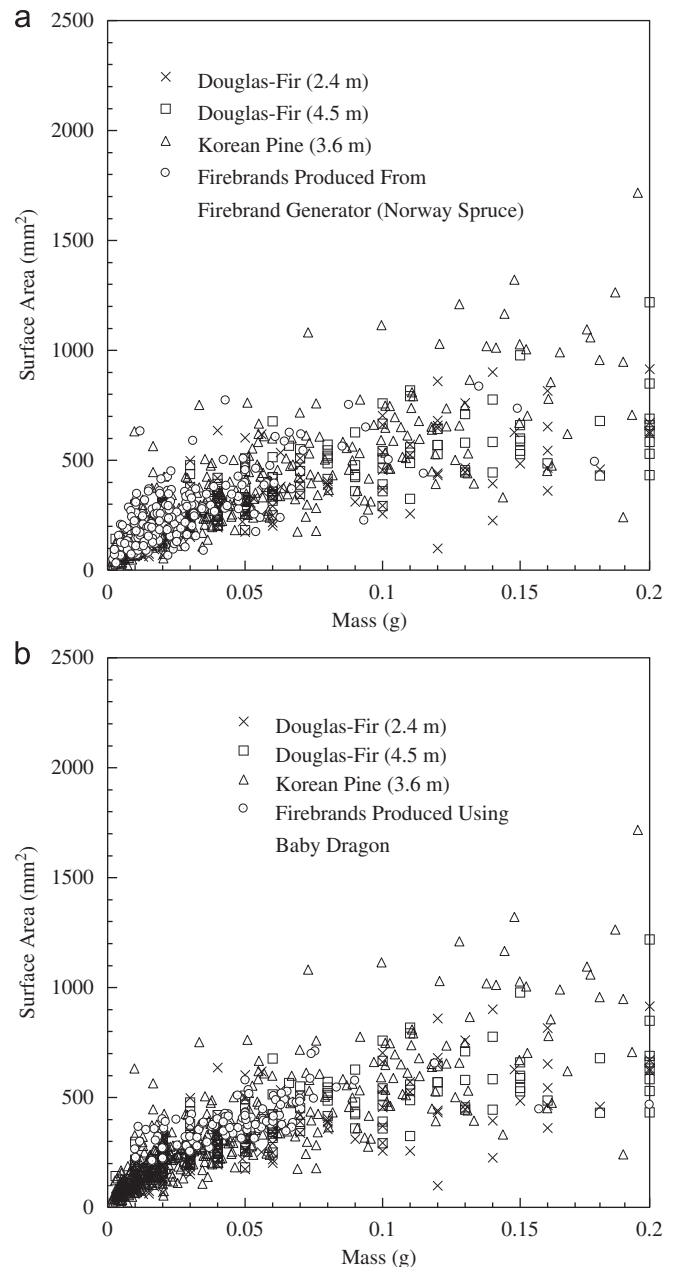 a
2500
Douglas-Fir (2.4 m)
Douglas-Fir (4.5 m)
2000
Korean Pine (3.6 m)
Firebrands Produced From
Firebrand Generator (Norway Spruce)
1500
Surface Area (mm²)
1000
500
0
0 0.05 0.1 0.15 0.2
Mass (g)
b
2500
Douglas-Fir (2.4 m)
Douglas-Fir (4.5 m)
2000
Korean Pine (3.6 m)
Firebrands Produced Using
Baby Dragon
1500
Surface Area (mm²)
1000
500
0
0 0.05 0.1 0.15 0.2
Mass (g)